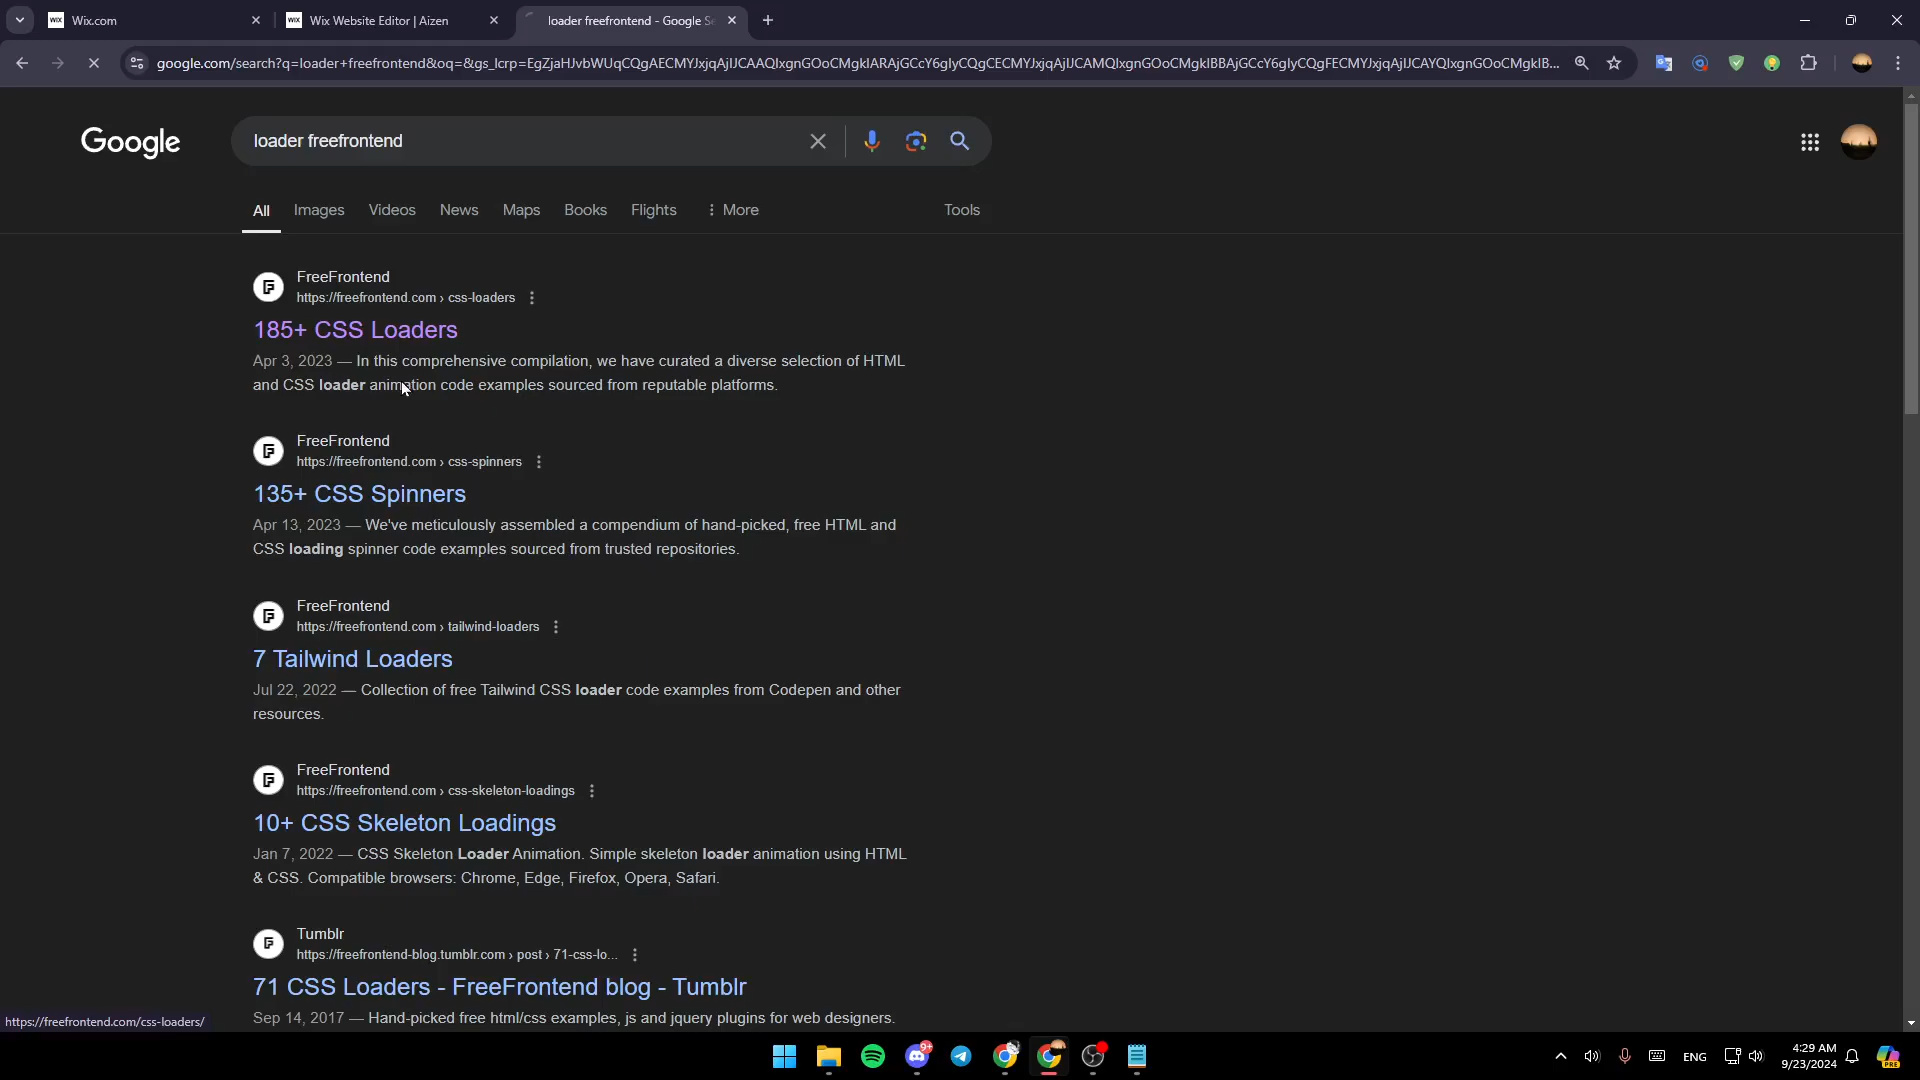 Wix.com
Wix Website Editor | Aizen
loader freefrontend - Google Se
google.com/search?q=loader+freefrontend&oq=&gs_lcrp=
Google
loader freefrontend
All
Images
Videos
News
Maps
Books
Flights
More
Tools
FreeFrontend
https://freefrontend.com › css-loaders
185+ CSS Loaders
Apr 3, 2023 — In this comprehensive compilation, we have curated a diverse selection of HTML
and CSS loader animation code examples sourced from reputable platforms.
FreeFrontend
https://freefrontend.com › css-spinners
135+ CSS Spinners
Apr 13, 2023 — We've meticulously assembled a compendium of hand-picked, free HTML and
CSS loading spinner code examples sourced from trusted repositories.
FreeFrontend
https://freefrontend.com › tailwind-loaders
7 Tailwind Loaders
Jul 22, 2022 — Collection of free Tailwind CSS loader code examples from Codepen and other
resources.
FreeFrontend
https://freefrontend.com › css-skeleton-loadings
10+ CSS Skeleton Loadings
Jan 7, 2022 — CSS Skeleton Loader Animation. Simple skeleton loader animation using HTML
& CSS. Compatible browsers: Chrome, Edge, Firefox, Opera, Safari.
Tumblr
https://freefrontend-blog.tumblr.com › post › 71-css-lo...
71 CSS Loaders - FreeFrontend blog - Tumblr
Sep 14, 2017 — Hand-picked free html/css examples, js and jquery plugins for web designers.
https://freefrontend.com/css-loaders/
9+
ENG
4:29 AM
9/23/2024
PRE